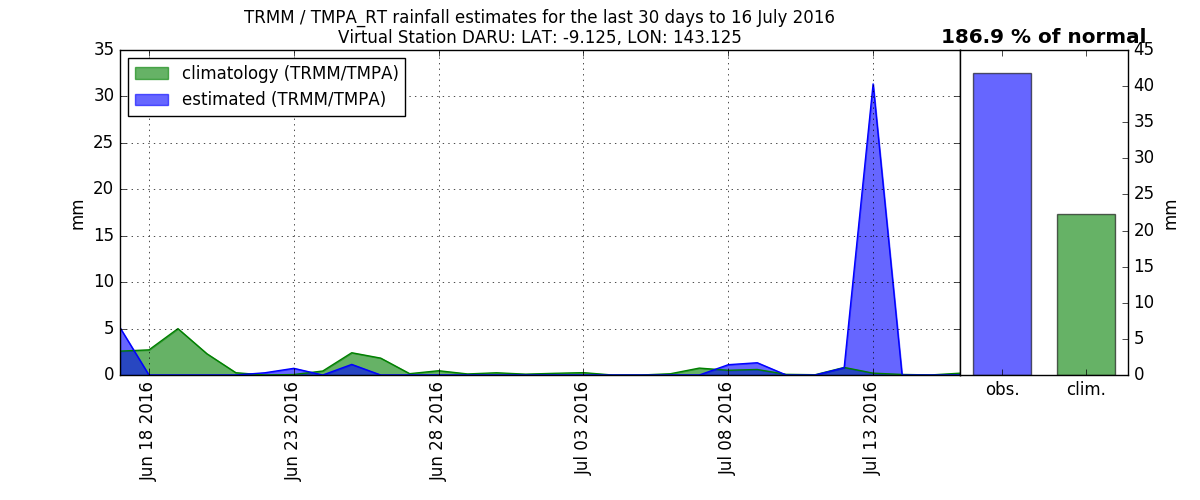 TRMM / TMPA_RT rainfall estimates for the last 30 days to 16 July 2016
Virtual Station DARU: LAT: -9.125, LON: 143.125
186.9 % of normal
climatology (TRMM/TMPA)
estimated (TRMM/TMPA)
35
30
25
20
15
10
5
0
mm
Jun 18 2016
Jun 23 2016
Jun 28 2016
Jul 03 2016
Jul 08 2016
Jul 13 2016
45
40
35
30
25
20
15
10
5
0
mm
obs.
clim.